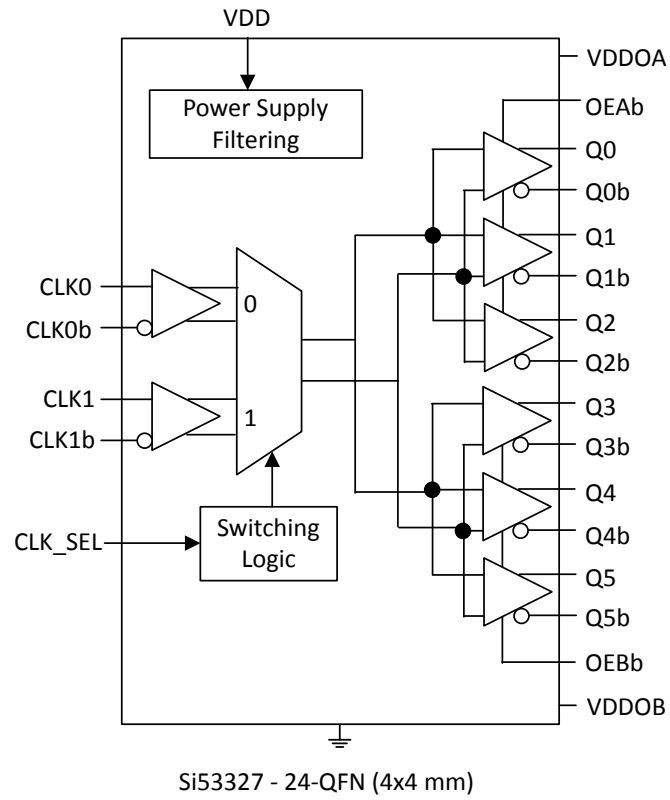 VDD
VDDOA
Power Supply
Filtering
OEAb
Q0
Q0b
Q1
Q1b
CLK0
0
CLK0b
Q2
Q2b
CLK1
1
CLK1b
Q3
Q3b
Q4
Q4b
CLK_SEL
Switching
Logic
Q5
Q5b
OEBb
VDDOB
Si53327 - 24-QFN (4x4 mm)